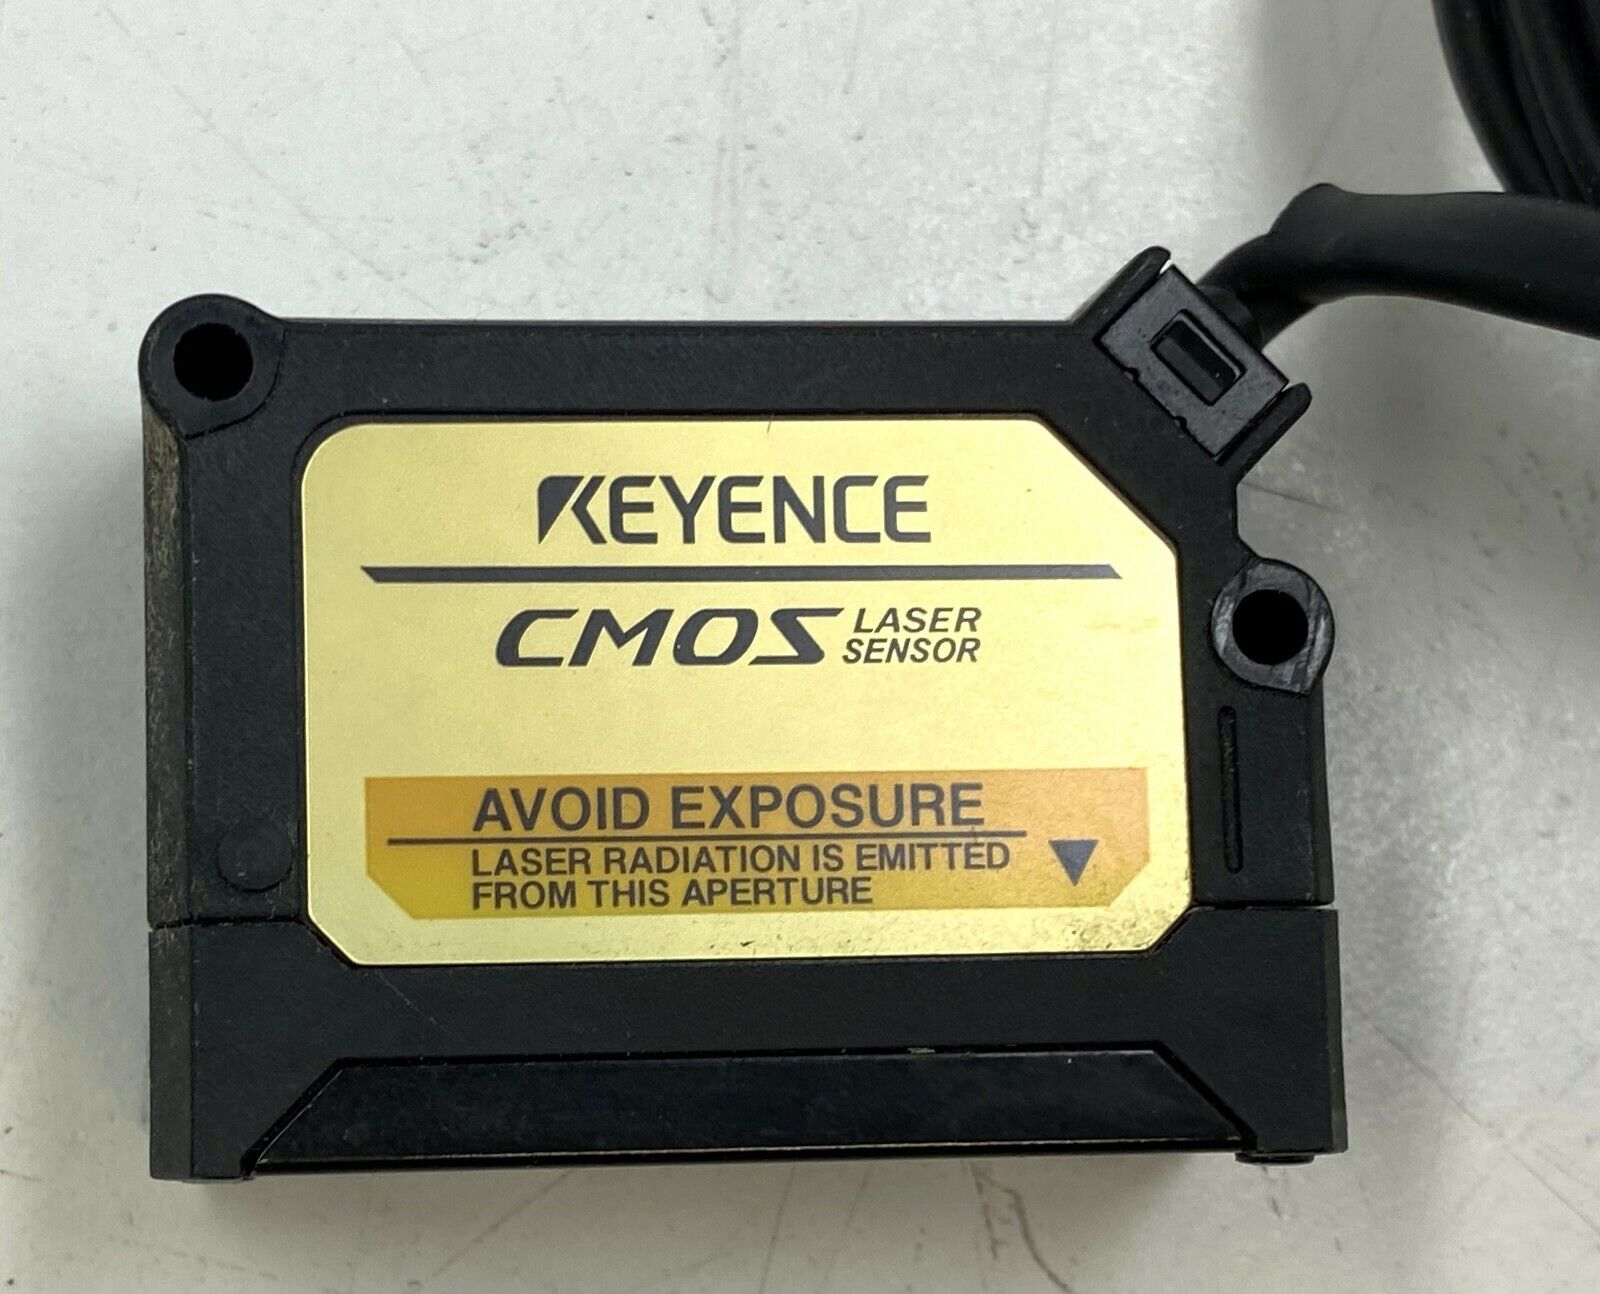 KEYENCE
CMOS LASER SENSOR
AVOID EXPOSURE
LASER RADIATION IS EMITTED
FROM THIS APERTURE